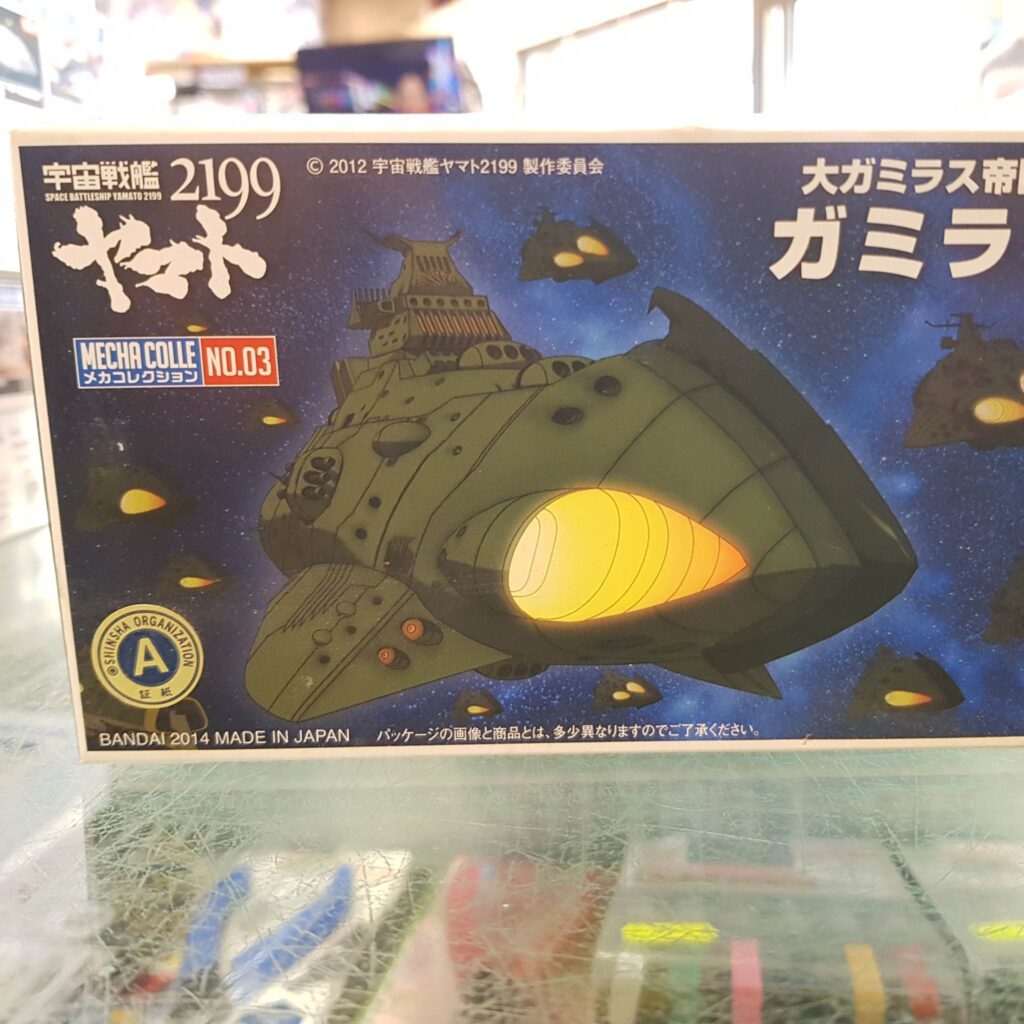 宇宙戦艦
SPACE BATTLESHIP YAMATO 2199
2199
ヤマト
© 2012 宇宙戦艦ヤマト2199 製作委員会
大ガミラス帝
ガミラ
MECHA COLLE
メカコレクション
NO.03
©SHINSHA ORGANIZATION
A
証紙
BANDAI 2014 MADE IN JAPAN
パッケージの画像と商品とは、多少異なりますのでご了承ください。